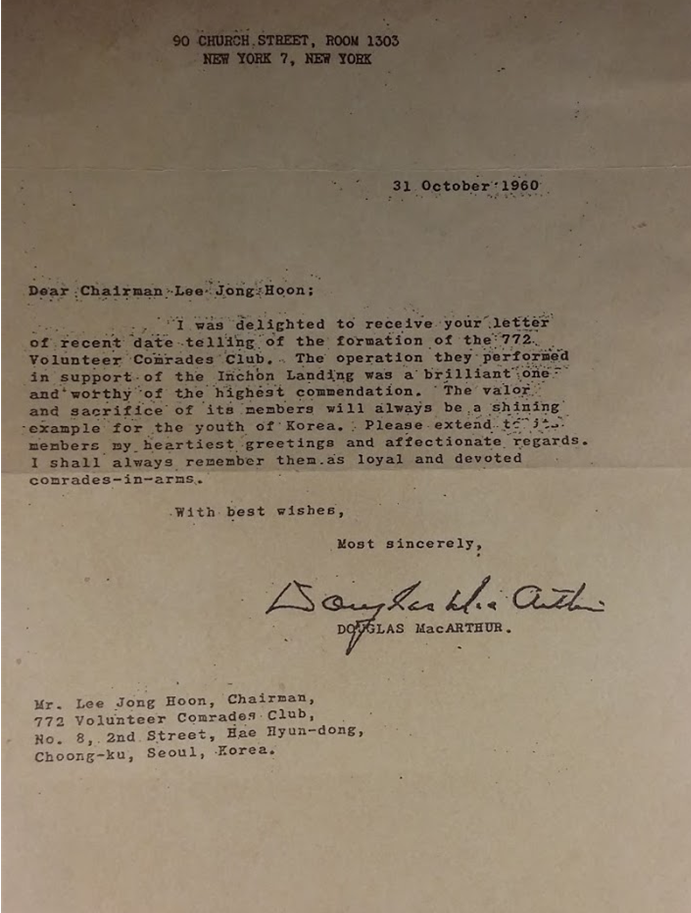 90 CHURCH STREET, ROOM 1303
NEW YORK 7, NEW YORK
31 October 1960
Dear Chairman Lee Jong Hoon;
I was delighted to receive your letter
of recent date telling of the formation of the 772
Volunteer Comrades Club. The operation they performed
in support of the Inchon Landing was a brilliant one
and worthy of the highest commendation. The valor
and sacrifice of its members will always be a shining
example for the youth of Korea. Please extend to its
members my heartiest greetings and affectionate regards.
I shall always remember them as loyal and devoted
comrades-in-arms.
With best wishes,
Most sincerely,
Douglas MacArthur
DOUGLAS MacARTHUR.
Mr. Lee Jong Hoon, Chairman,
772 Volunteer Comrades Club,
No. 8, 2nd Street, Hae Hyun-dong,
Choong-ku, Seoul, Korea.